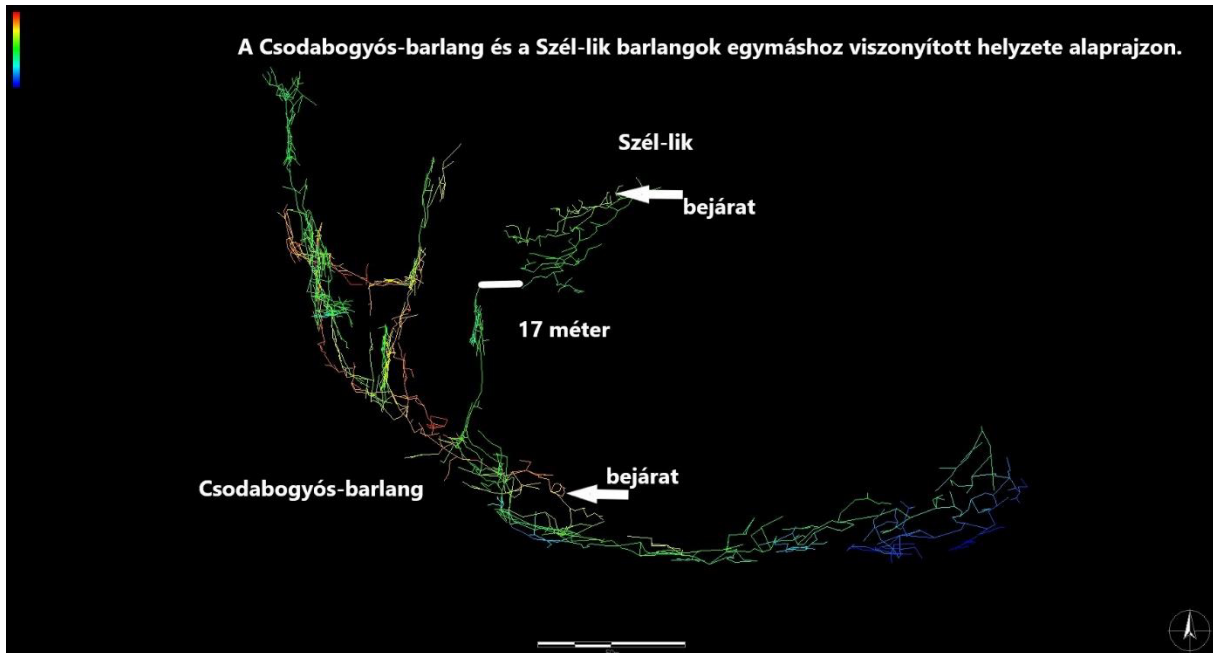 A Csodabogyós-barlang és a Szél-lik barlangok egymáshoz viszonyított helyzete alaprajzon.
Szél-lik
bejárat
17 méter
bejárat
Csodabogyós-barlang